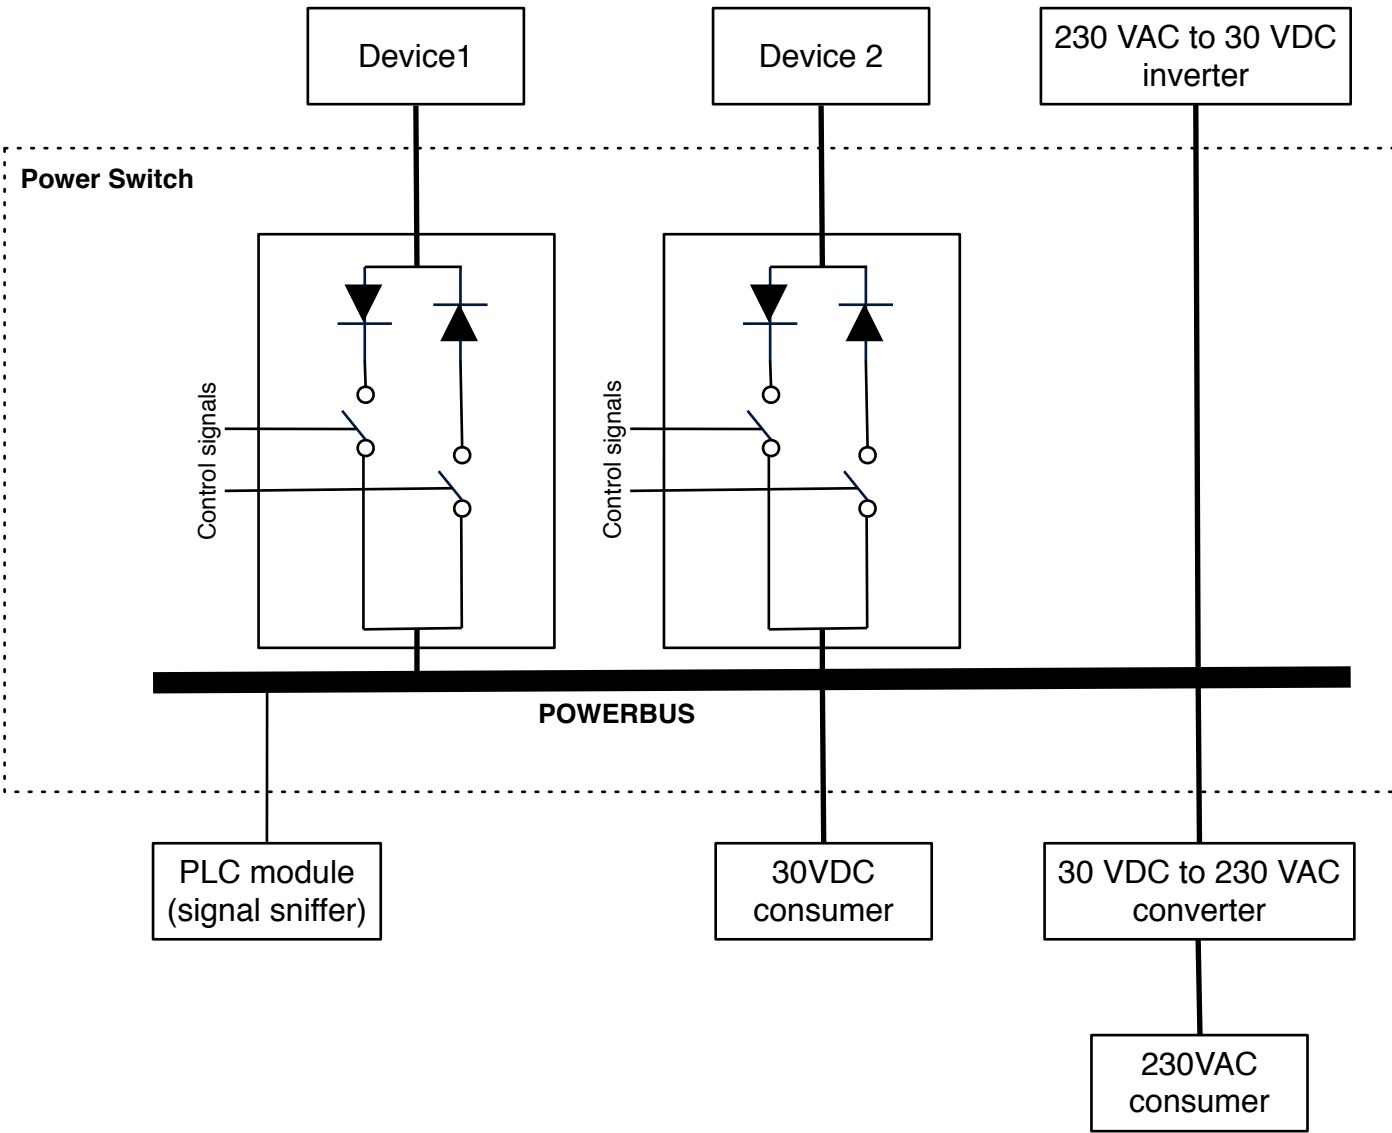 Device1
Device 2
230 VAC to 30 VDC
inverter
Power Switch
Control signals
Control signals
POWERBUS
PLC module
(signal sniffer)
30VDC
consumer
30 VDC to 230 VAC
converter
230VAC
consumer